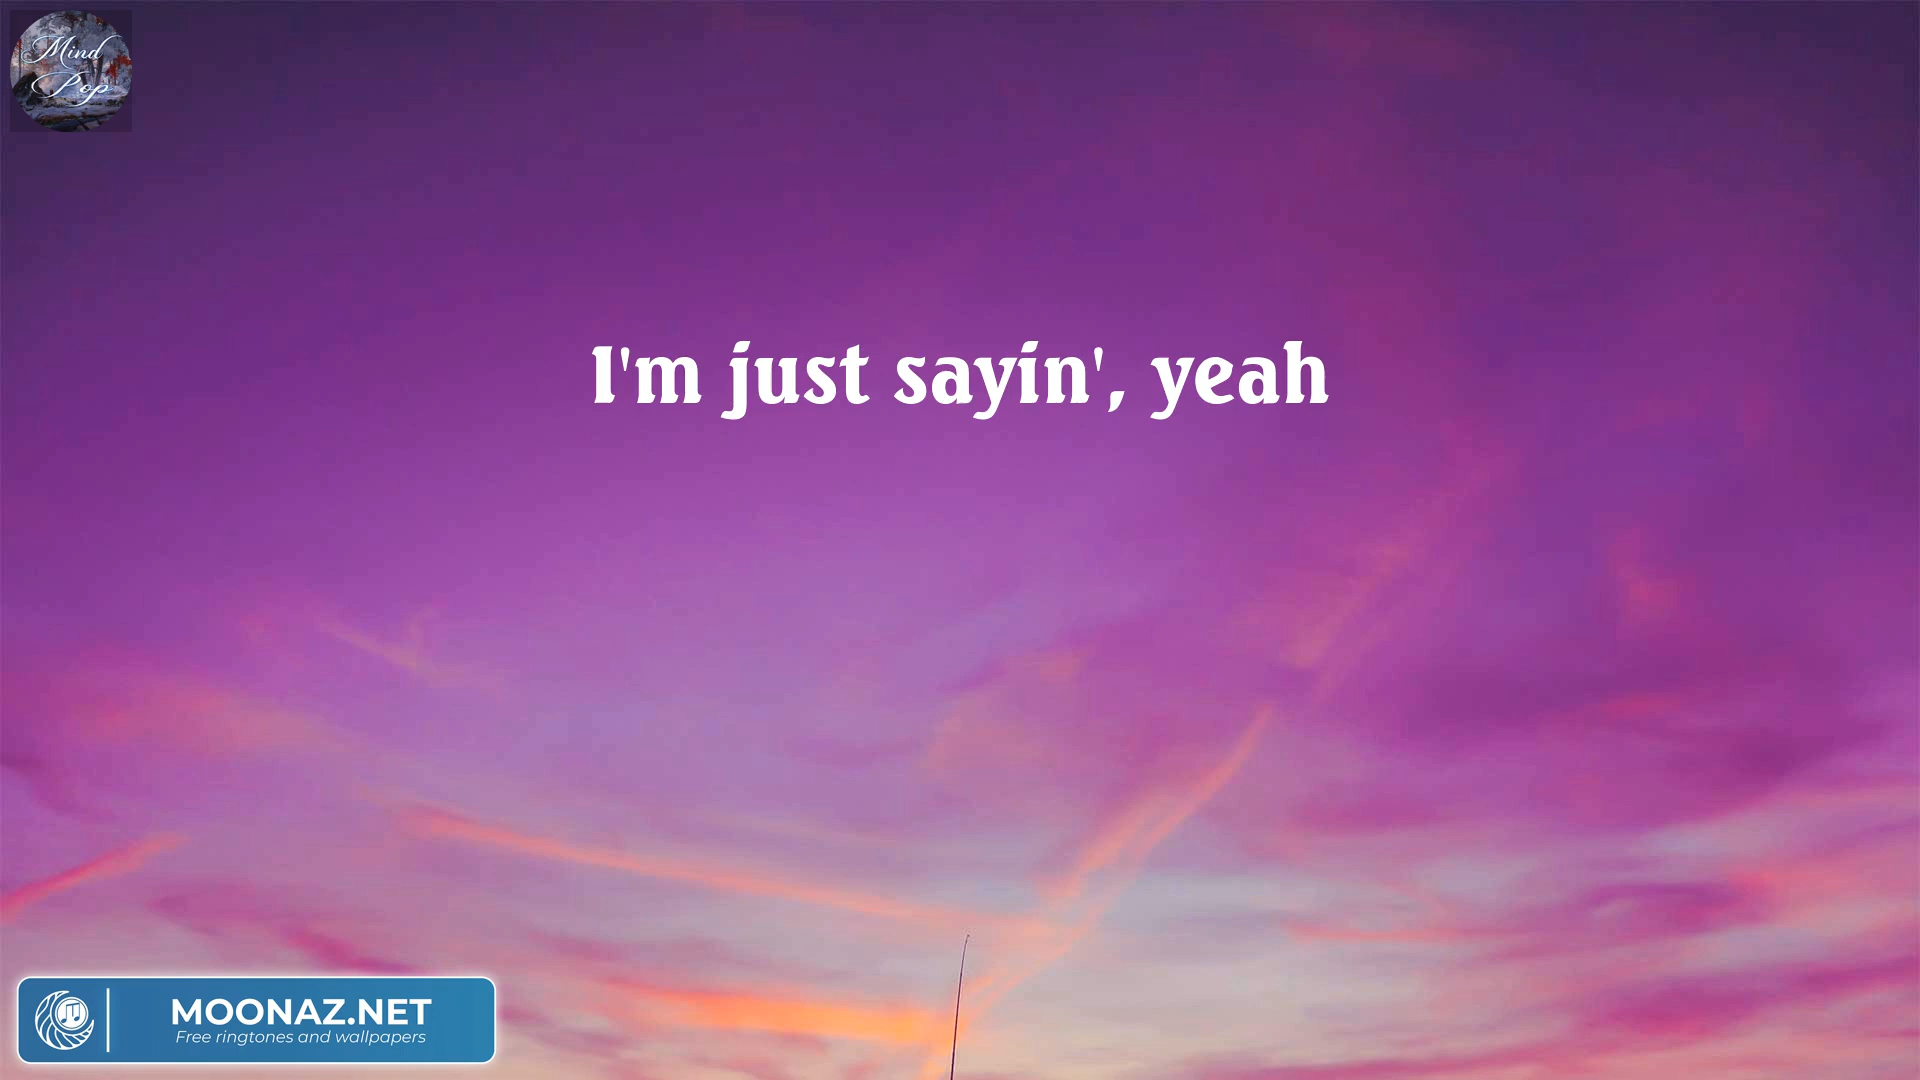 Mind
Pop
I'm just sayin', yeah
MOONAZ.NET
Free ringtones and wallpapers